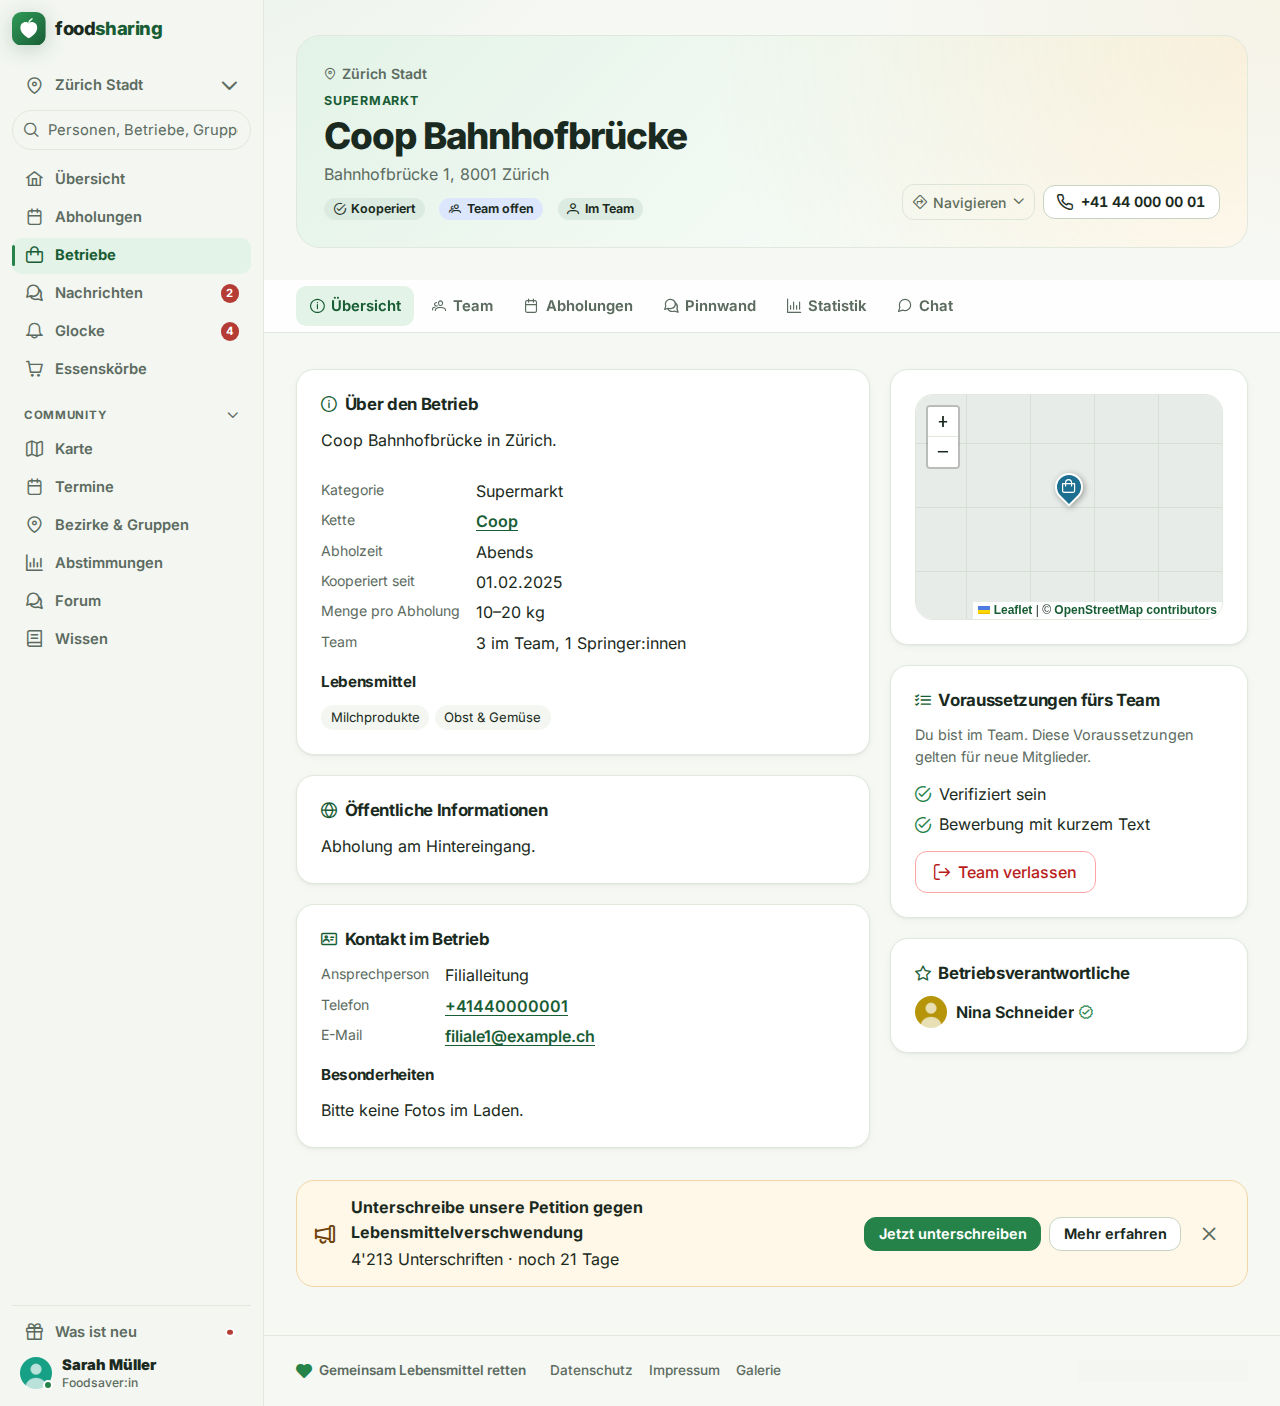 foodsharing
Zürich Stadt
Personen, Betriebe, Grupp
Übersicht
Abholungen
Betriebe
Nachrichten 2
Glocke 4
Essenskörbe
COMMUNITY
Karte
Termine
Bezirke & Gruppen
Abstimmungen
Forum
Wissen
Was ist neu
Sarah Müller
Foodsaver:in
Zürich Stadt
SUPERMARKT
Coop Bahnhofbrücke
Bahnhofbrücke 1, 8001 Zürich
Kooperiert Team offen Im Team
Navigieren +41 44 000 00 01
Übersicht Team Abholungen Pinnwand Statistik Chat
Über den Betrieb
Coop Bahnhofbrücke in Zürich.
Kategorie Supermarkt
Kette Coop
Abholzeit Abends
Kooperiert seit 01.02.2025
Menge pro Abholung 10–20 kg
Team 3 im Team, 1 Springer:innen
Lebensmittel
Milchprodukte Obst & Gemüse
Öffentliche Informationen
Abholung am Hintereingang.
Kontakt im Betrieb
Ansprechperson Filialleitung
Telefon +41440000001
E-Mail filiale1@example.ch
Besonderheiten
Bitte keine Fotos im Laden.
+
−
Leaflet | © OpenStreetMap contributors
Voraussetzungen fürs Team
Du bist im Team. Diese Voraussetzungen
gelten für neue Mitglieder.
Verifiziert sein
Bewerbung mit kurzem Text
Team verlassen
Betriebsverantwortliche
Nina Schneider
Unterschreibe unsere Petition gegen
Lebensmittelverschwendung
4'213 Unterschriften · noch 21 Tage
Jetzt unterschreiben Mehr erfahren
Gemeinsam Lebensmittel retten Datenschutz Impressum Galerie